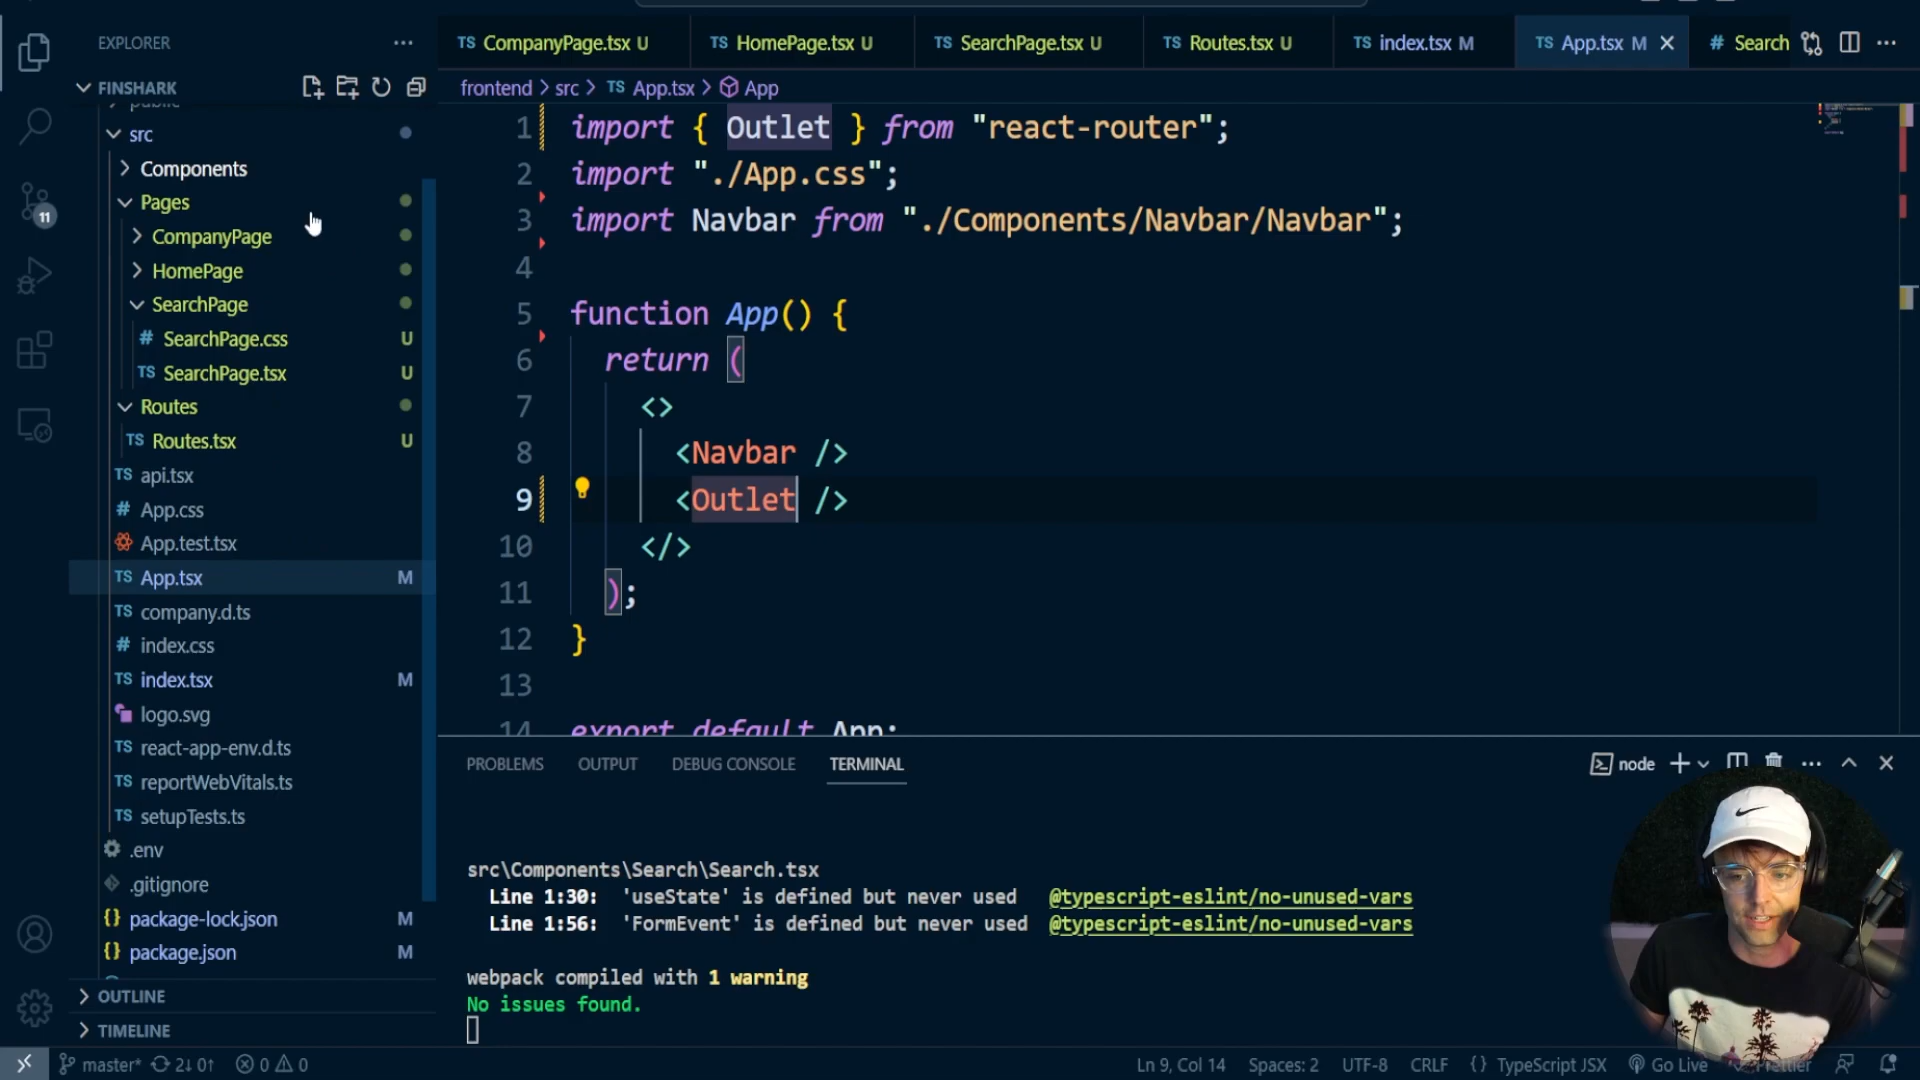 EXPLORER
FINSHARK
public
src
Components
Pages
CompanyPage
HomePage
SearchPage
# SearchPage.css U
TS SearchPage.tsx U
Routes
TS Routes.tsx U
TS api.tsx
# App.css
App.test.tsx
TS App.tsx M
TS company.d.ts
# index.css
TS index.tsx M
logo.svg
TS react-app-env.d.ts
TS reportWebVitals.ts
TS setupTests.ts
.env
.gitignore
{} package-lock.json M
{} package.json M
OUTLINE
TIMELINE
11
TS CompanyPage.tsx U
TS HomePage.tsx U
TS SearchPage.tsx U
TS Routes.tsx U
TS index.tsx M
TS App.tsx M
# Search
frontend > src > TS App.tsx > App
1 import { Outlet } from "react-router";
2 import "./App.css";
3 import Navbar from "./Components/Navbar/Navbar";
4
5 function App() {
6 return (
7 <>
8 <Navbar />
9 <Outlet />
10 </>
11 );
12 }
13
14 export default App;
PROBLEMS OUTPUT DEBUG CONSOLE TERMINAL
node
src\Components\Search\Search.tsx
Line 1:30: 'useState' is defined but never used @typescript-eslint/no-unused-vars
Line 1:56: 'FormEvent' is defined but never used @typescript-eslint/no-unused-vars
webpack compiled with 1 warning
No issues found.
master* 2↓ 0↑ 0 0
Ln 9, Col 14 Spaces: 2 UTF-8 CRLF {} TypeScript JSX Go Live Prettier